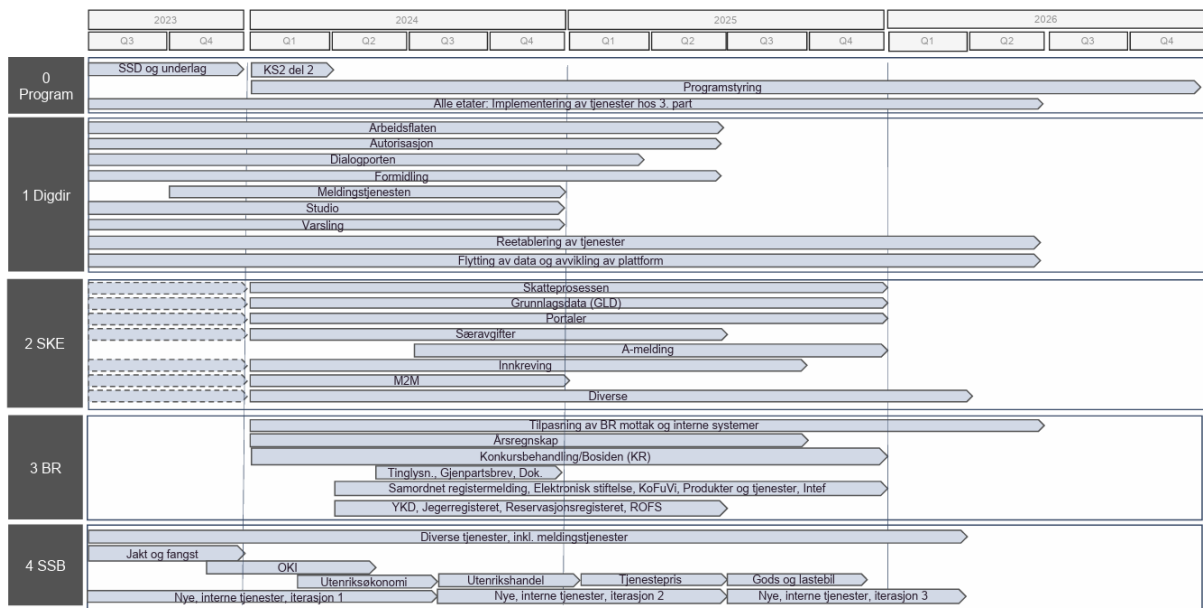 2023 2024 2025 2026
Q3 Q4 Q1 Q2 Q3 Q4 Q1 Q2 Q3 Q4 Q1 Q2 Q3 Q4
0
Program
SSD og underlag
KS2 del 2
Programstyring
Alle etater: Implementering av tjenester hos 3. part
1 Digdir
Arbeidsflaten
Autorisasjon
Dialogporten
Formidling
Meldingstjenesten
Studio
Varsling
Reetablering av tjenester
Flytting av data og avvikling av plattform
2 SKE
Skatteprosessen
Grunnlagsdata (GLD)
Portaler
Særavgifter
A-melding
Innkreving
M2M
Diverse
3 BR
Tilpasning av BR mottak og interne systemer
Årsregnskap
Konkursbehandling/Bosiden (KR)
Tinglysn., Gjenpartsbrev, Dok.
Samordnet registermelding, Elektronisk stiftelse, KoFuVi, Produkter og tjenester, Intef
YKD, Jegerregisteret, Reservasjonsregisteret, ROFS
4 SSB
Diverse tjenester, inkl. meldingstjenester
Jakt og fangst
OKI
Utenriksøkonomi Utenrikshandel Tjenestepris Gods og lastebil
Nye, interne tjenester, iterasjon 1 Nye, interne tjenester, iterasjon 2 Nye, interne tjenester, iterasjon 3